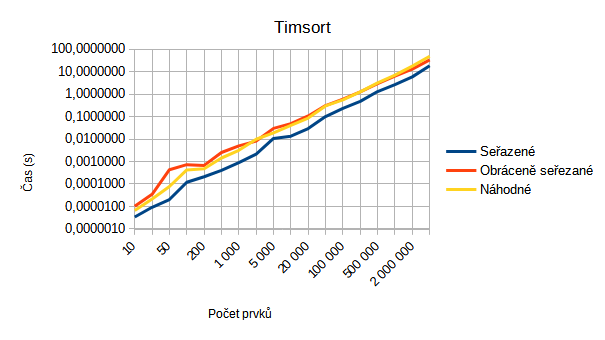 Timsort
100,0000000
10,0000000
1,0000000
0,1000000
0,0100000
0,0010000
0,0001000
0,0000100
0,0000010
Čas (s)
10
50
200
1 000
5 000
20 000
100 000
500 000
2 000 000
Počet prvků
Seřazené
Obráceně seřezané
Náhodné